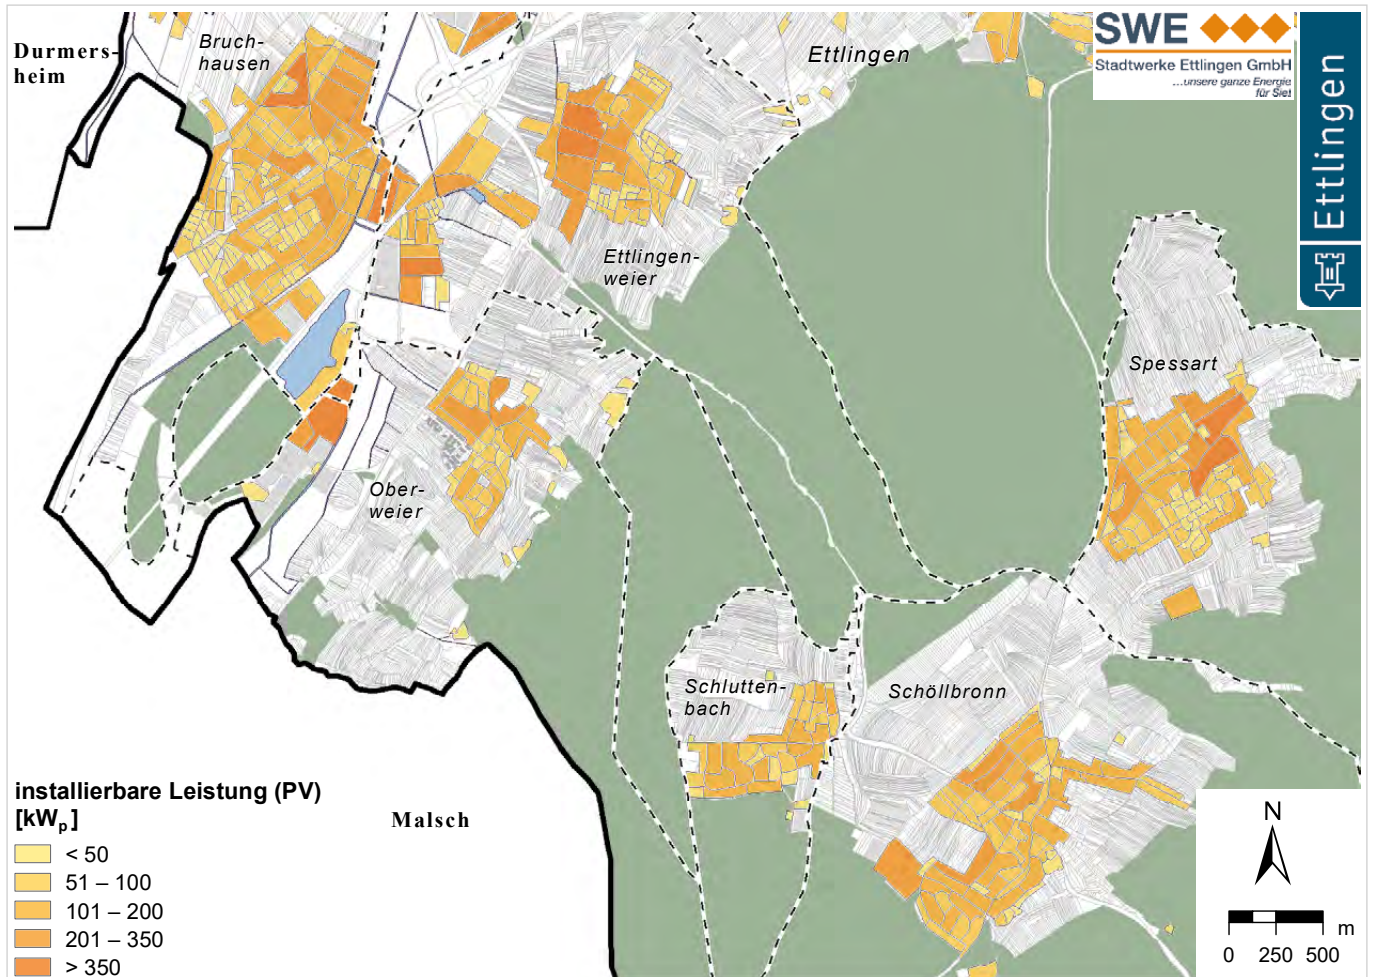 Durmers-
heim
Bruch-
hausen
Ettlingen
SWE
Stadtwerke Ettlingen GmbH
...unsere ganze Energie
für Sie!
Ettlingen
Ettlingen-
weier
Spessart
Ober-
weier
Schlutten-
bach
Schöllbronn
Malsch
installierbare Leistung (PV)
[kWp]
< 50
51 – 100
101 – 200
201 – 350
> 350
N
m
0 250 500